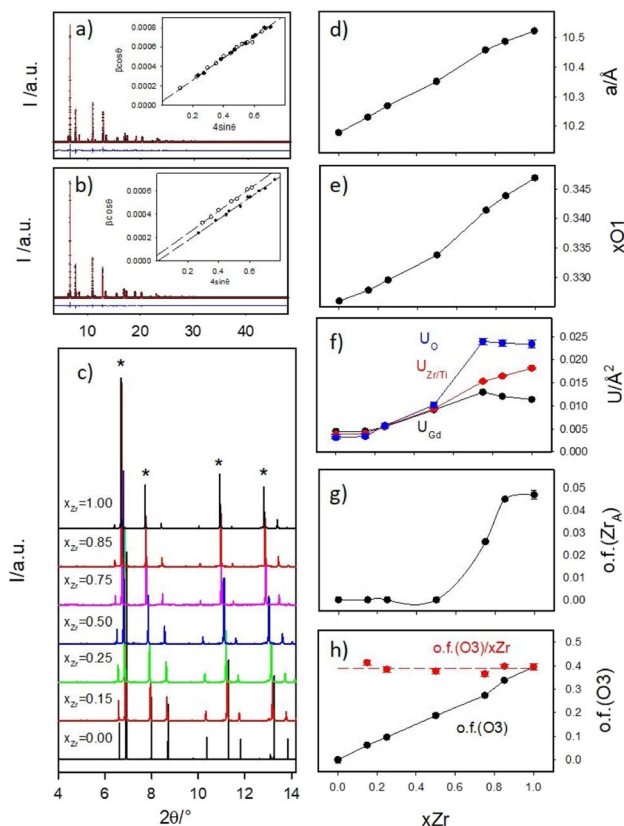 a)
I /a.u.
βcosθ
0.0008
0.0006
0.0004
0.0002
0.0000
0.2 0.4 0.6
4sinθ
b)
I /a.u.
βcosθ
0.0006
0.0004
0.0002
0.0000
0.2 0.4 0.6
4sinθ
10 20 30 40
c)
I/a.u.
* * * *
xZr=1.00
xZr=0.85
xZr=0.75
xZr=0.50
xZr=0.25
xZr=0.15
xZr=0.00
4 6 8 10 12 14
2θ/°
d)
10.5
10.4
10.3
10.2
a/Å
e)
0.345
0.340
0.335
0.330
xO1
f)
UO
UZr/Ti
UGd
0.025
0.020
0.015
0.010
0.005
0.000
U/Å²
g)
0.05
0.04
0.03
0.02
0.01
0.00
o.f.(ZrA)
h)
o.f.(O3)/xZr
o.f.(O3)
0.5
0.4
0.3
0.2
0.1
0.0
o.f.(O3)
0.0 0.2 0.4 0.6 0.8 1.0
xZr